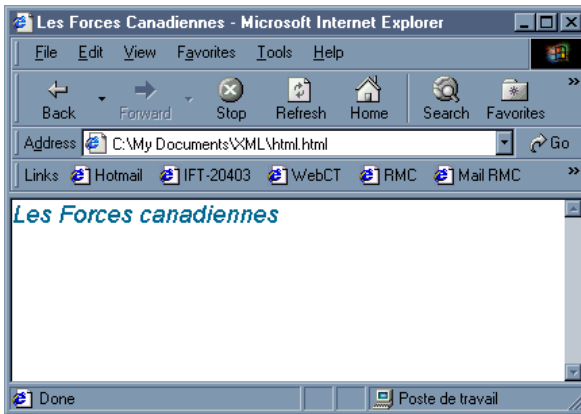 Les Forces Canadiennes - Microsoft Internet Explorer
File Edit View Favorites Tools Help
Back Forward Stop Refresh Home Search Favorites »
Address C:\My Documents\XML\html.html Go
Links Hotmail IFT-20403 WebCT RMC Mail RMC »
Les Forces canadiennes
Done Poste de travail